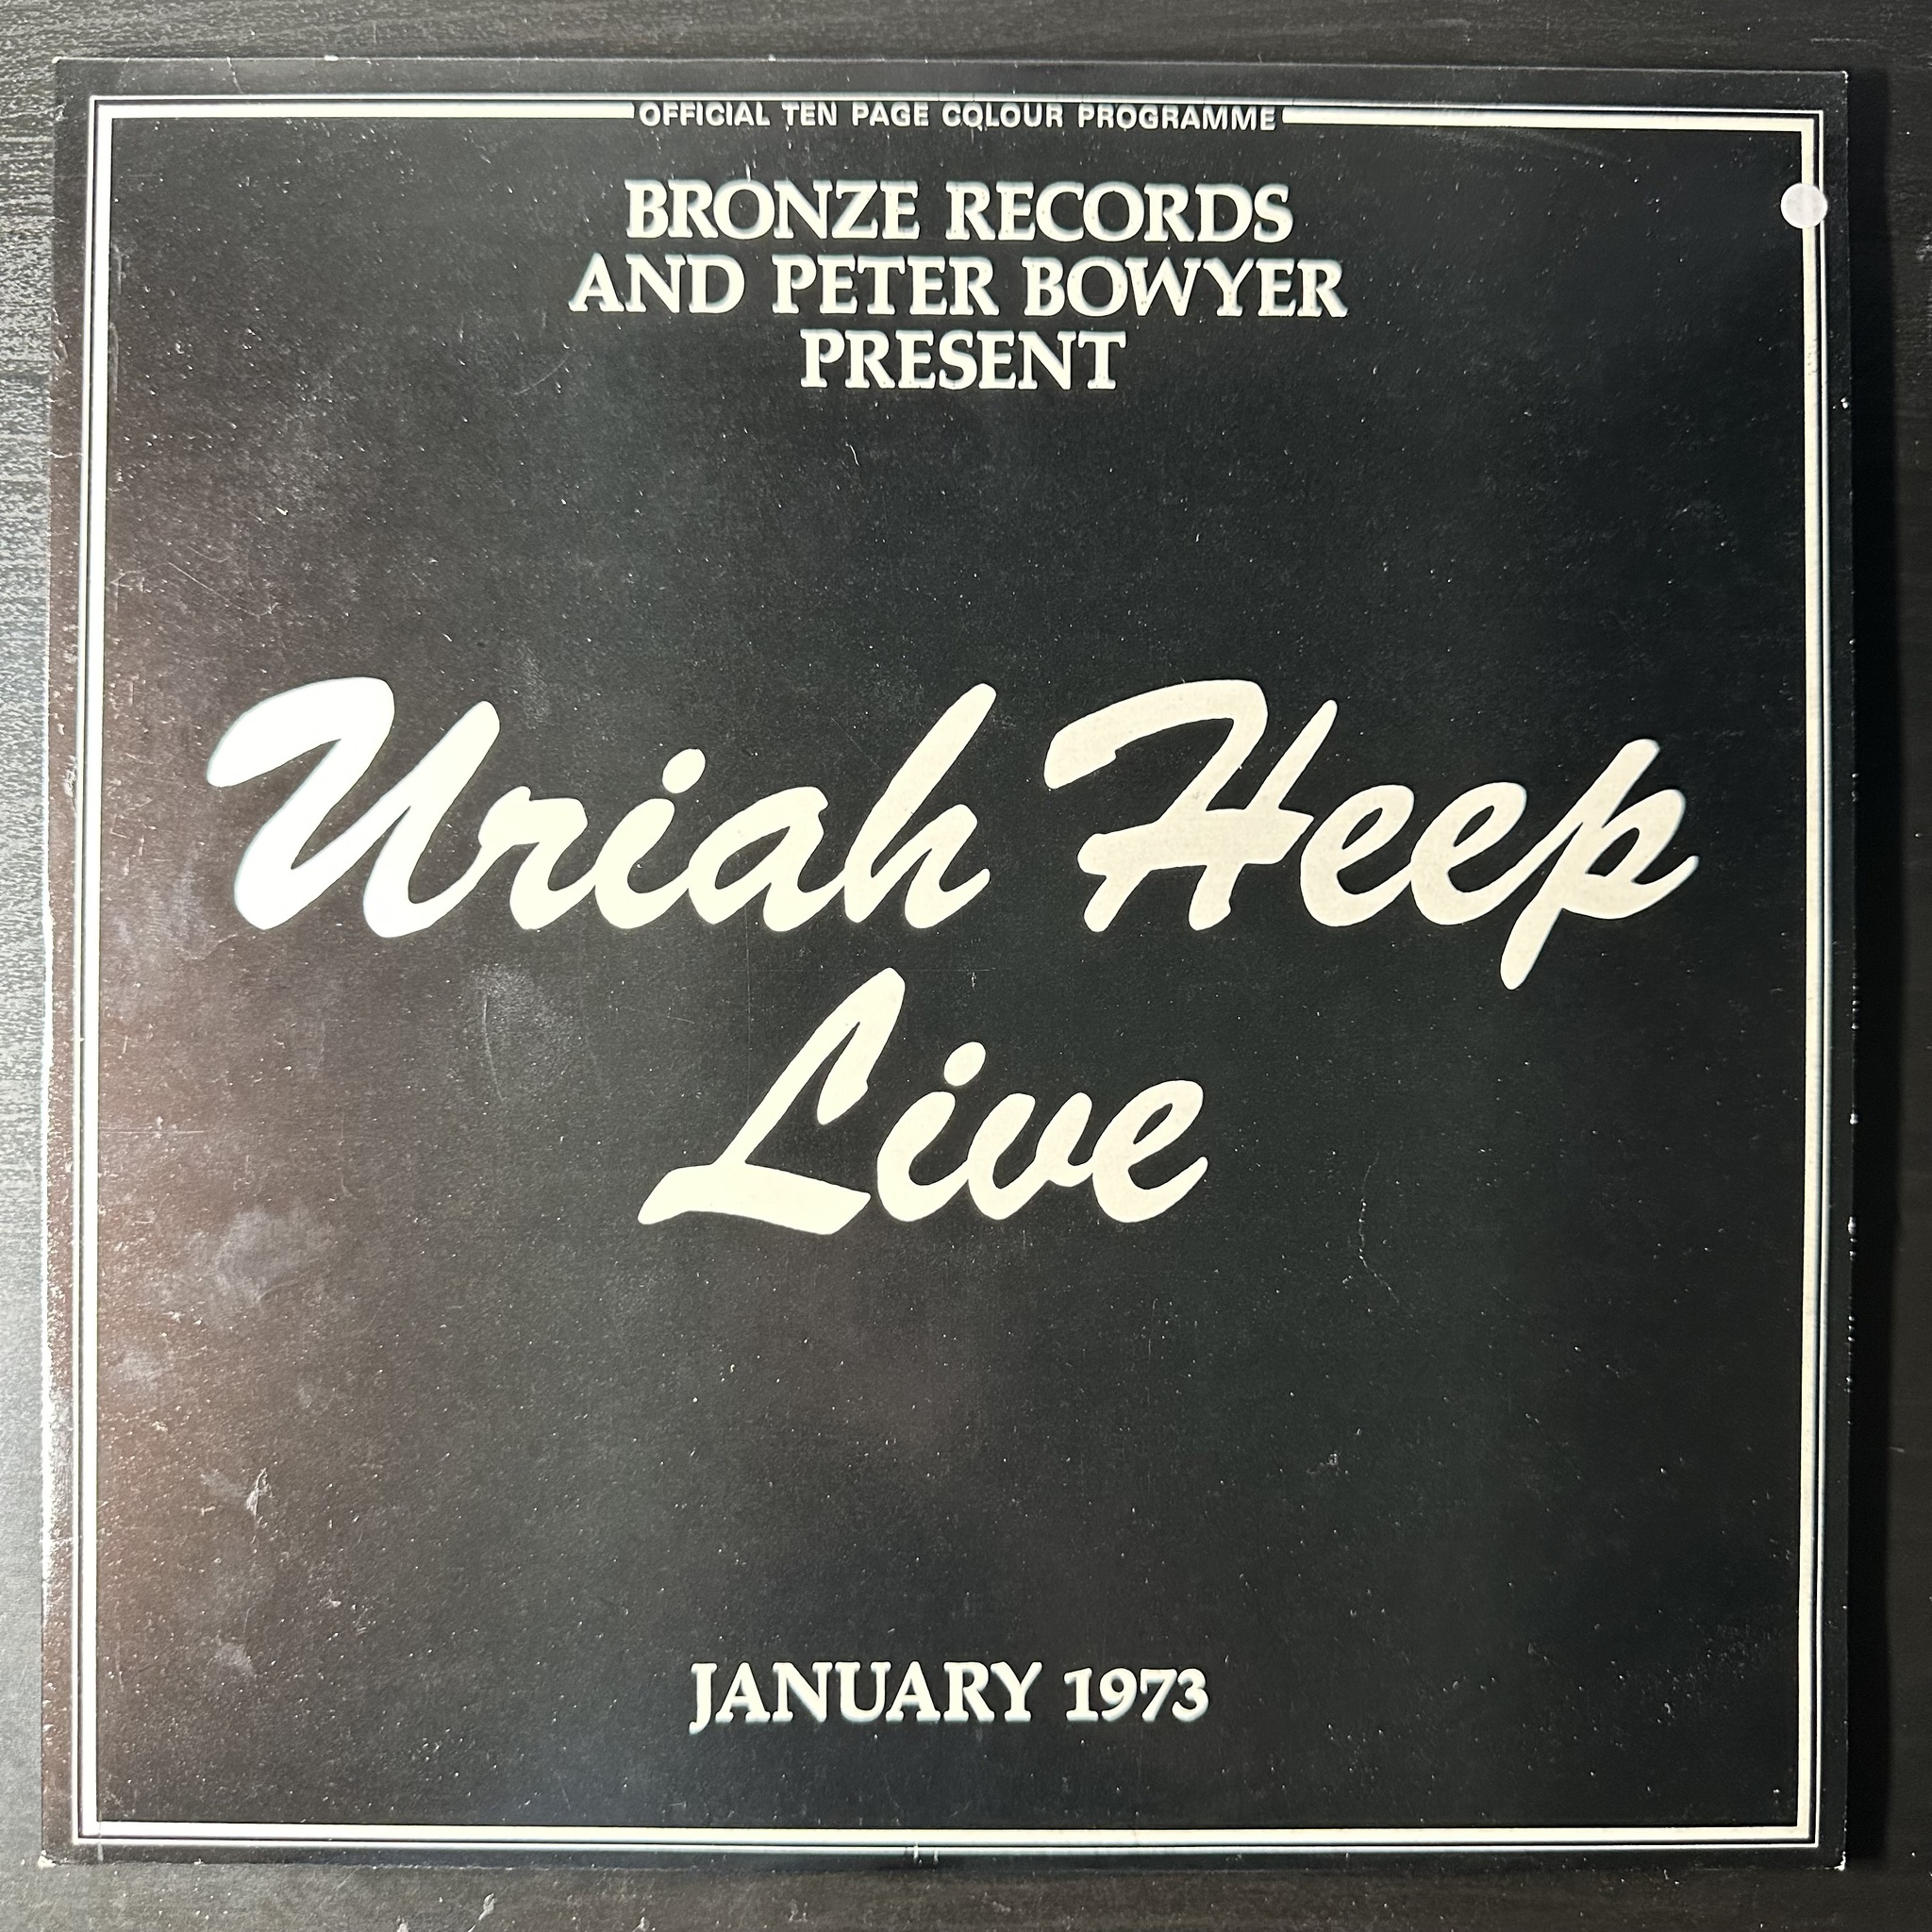 OFFICIAL TEN PAGE COLOUR PROGRAMME
BRONZE RECORDS
AND PETER BOWYER
PRESENT
Uriah Heep
Live
JANUARY 1973